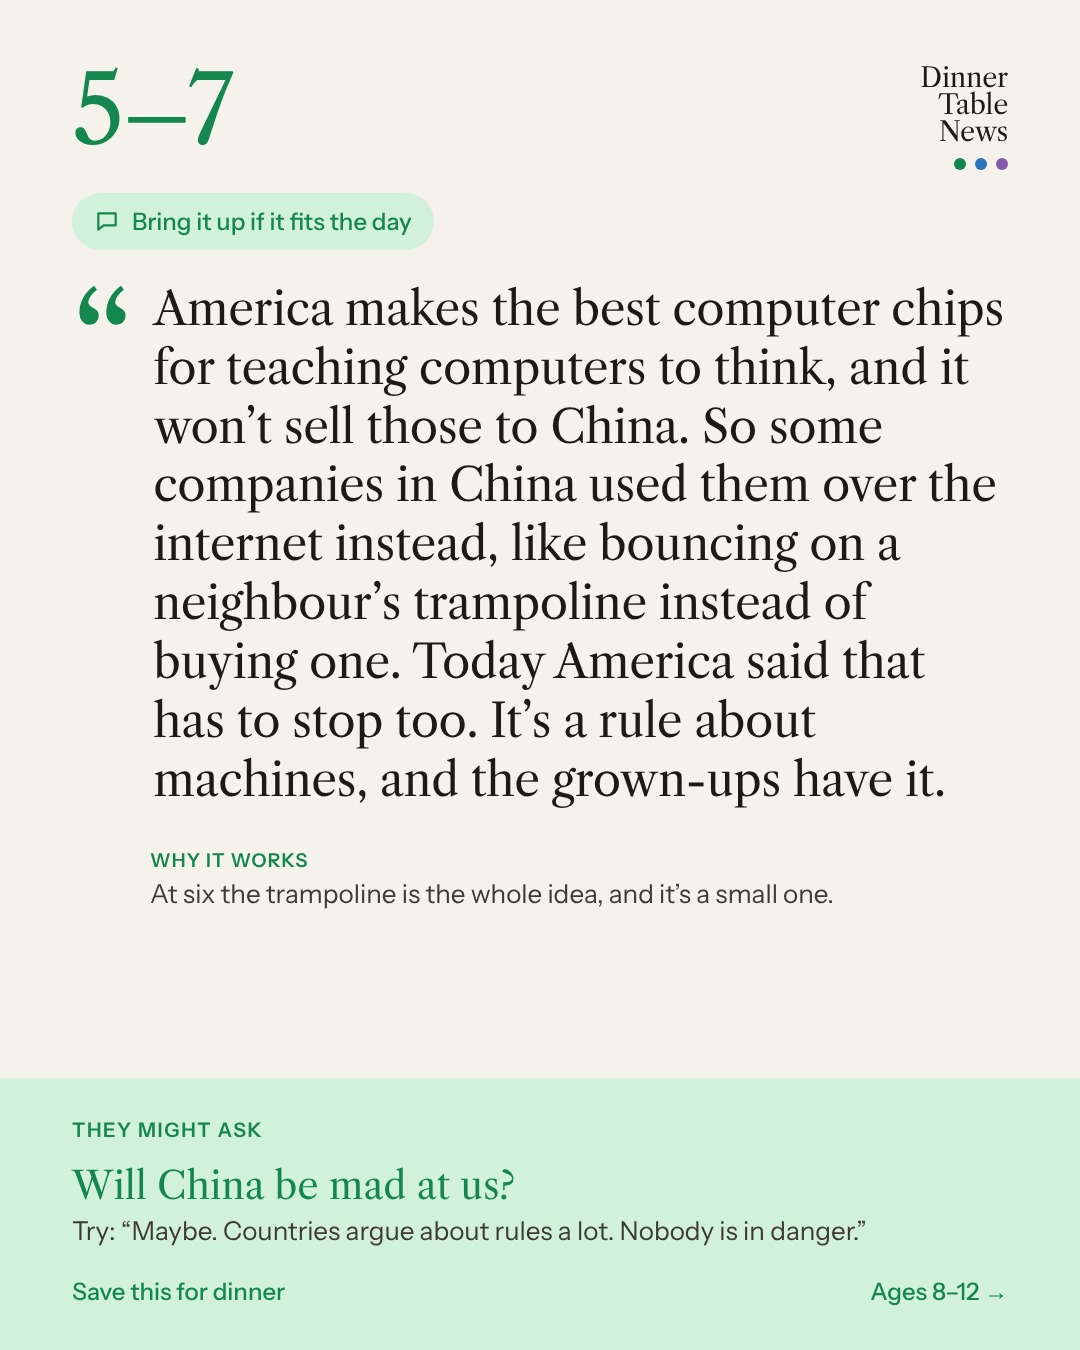 5–7
Dinner
Table
News
Bring it up if it fits the day
“America makes the best computer chips
for teaching computers to think, and it
won’t sell those to China. So some
companies in China used them over the
internet instead, like bouncing on a
neighbour’s trampoline instead of
buying one. Today America said that
has to stop too. It’s a rule about
machines, and the grown-ups have it.
WHY IT WORKS
At six the trampoline is the whole idea, and it’s a small one.
THEY MIGHT ASK
Will China be mad at us?
Try: “Maybe. Countries argue about rules a lot. Nobody is in danger.”
Save this for dinner
Ages 8–12 →